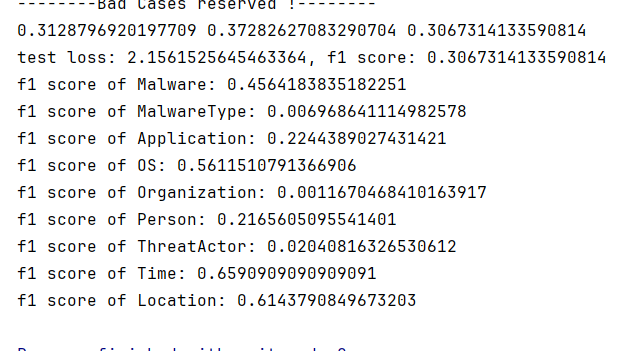 --------Bad Cases reserved !--------
0.3128796920197709 0.37282627083290704 0.3067314133590814
test loss: 2.1561525645463364, f1 score: 0.3067314133590814
f1 score of Malware: 0.4564183835182251
f1 score of MalwareType: 0.006968641114982578
f1 score of Application: 0.2244389027431421
f1 score of OS: 0.5611510791366906
f1 score of Organization: 0.0011670468410163917
f1 score of Person: 0.2165605095541401
f1 score of ThreatActor: 0.02040816326530612
f1 score of Time: 0.6590909090909091
f1 score of Location: 0.6143790849673203